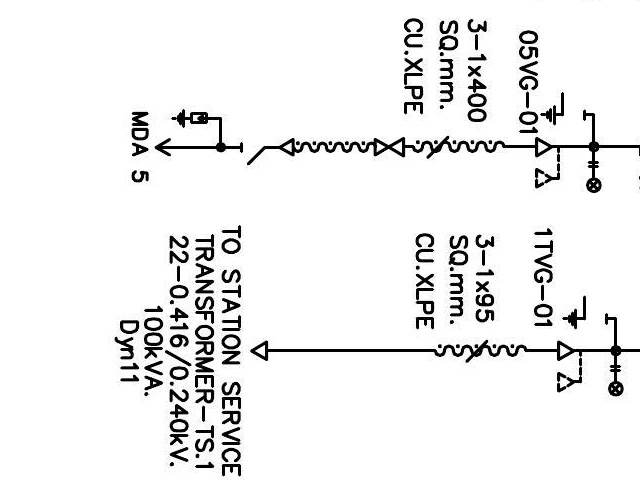 05VG-01
3-1x400
SQ.mm.
CU.XLPE
MDA 5
1TVG-01
3-1x95
SQ.mm.
CU.XLPE
TO STATION SERVICE
TRANSFORMER-TS.1
22-0.416/0.240kV.
100kVA.
Dyn11